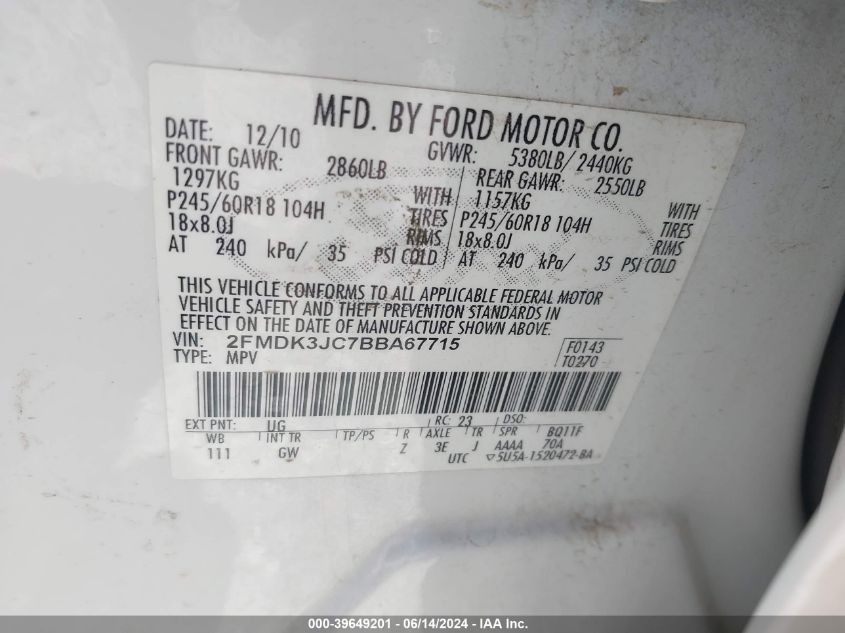 MFD. BY FORD MOTOR CO.
DATE: 12/10 GVWR: 5380LB/2440KG
FRONT GAWR: 2860LB REAR GAWR: 2550LB
1297KG WITH 1157KG WITH
P245/60R18 104H TIRES P245/60R18 104H TIRES
18x8.0J RIMS 18x8.0J RIMS
AT 240 kPa/ 35 PSI COLD AT 240 kPa/ 35 PSI COLD
THIS VEHICLE CONFORMS TO ALL APPLICABLE FEDERAL MOTOR
VEHICLE SAFETY AND THEFT PREVENTION STANDARDS IN
EFFECT ON THE DATE OF MANUFACTURE SHOWN ABOVE.
VIN: 2FMDK3JC7BBA67715 F0143
TYPE: MPV T0270
EXT PNT: UG RC: 23 DSO:
WB INT TR TP/PS R AXLE TR SPR BQ11F
111 GW Z 3E J AAAA 70A
UTC ▽5U5A-1520472-BA
000-39649201 - 06/14/2024 - IAAI.COM